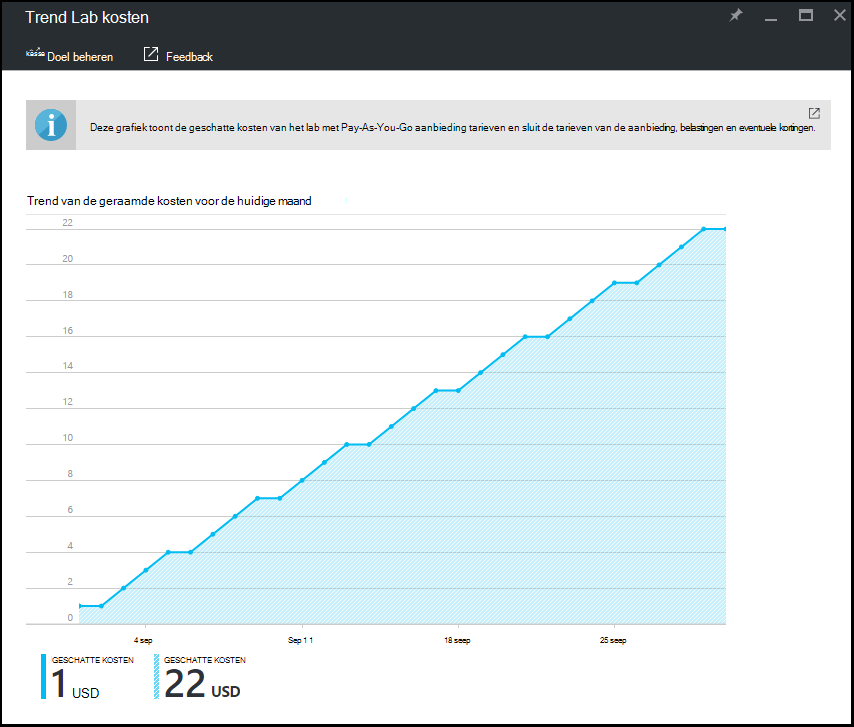 Trend Lab kosten
Doel beheren Feedback
Deze grafiek toont de geschatte kosten van het lab met Pay-As-You-Go aanbieding tarieven en sluit de tarieven van de aanbieding, belastingen en eventuele kortingen.
Trend van de geraamde kosten voor de huidige maand
22
20
18
16
14
12
10
8
6
4
2
0
4 sep Sep 1 1 18 seep 25 seep
GESCHATTE KOSTEN GESCHATTE KOSTEN
1 USD 22 USD